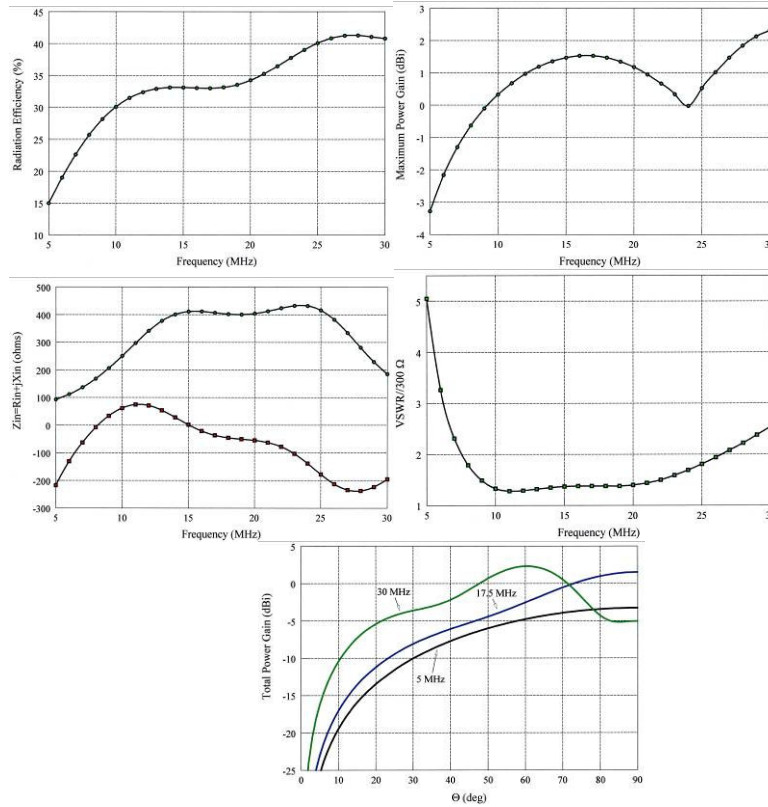 45
40
35
30
25
20
15
10
Radiation Efficiency (%)
5 10 15 20 25 30
Frequency (MHz)
3
2
1
0
-1
-2
-3
-4
Maximum Power Gain (dBi)
5 10 15 20 25 30
Frequency (MHz)
500
400
300
200
100
0
-100
-200
-300
Zin=Rin+jXin (ohms)
5 10 15 20 25 30
Frequency (MHz)
5
4
3
2
1
VSWR//300 Ω
5 10 15 20 25 30
Frequency (MHz)
5
0
-5
-10
-15
-20
-25
Total Power Gain (dBi)
30 MHz
17.5 MHz
5 MHz
0 10 20 30 40 50 60 70 80 90
Θ (deg)